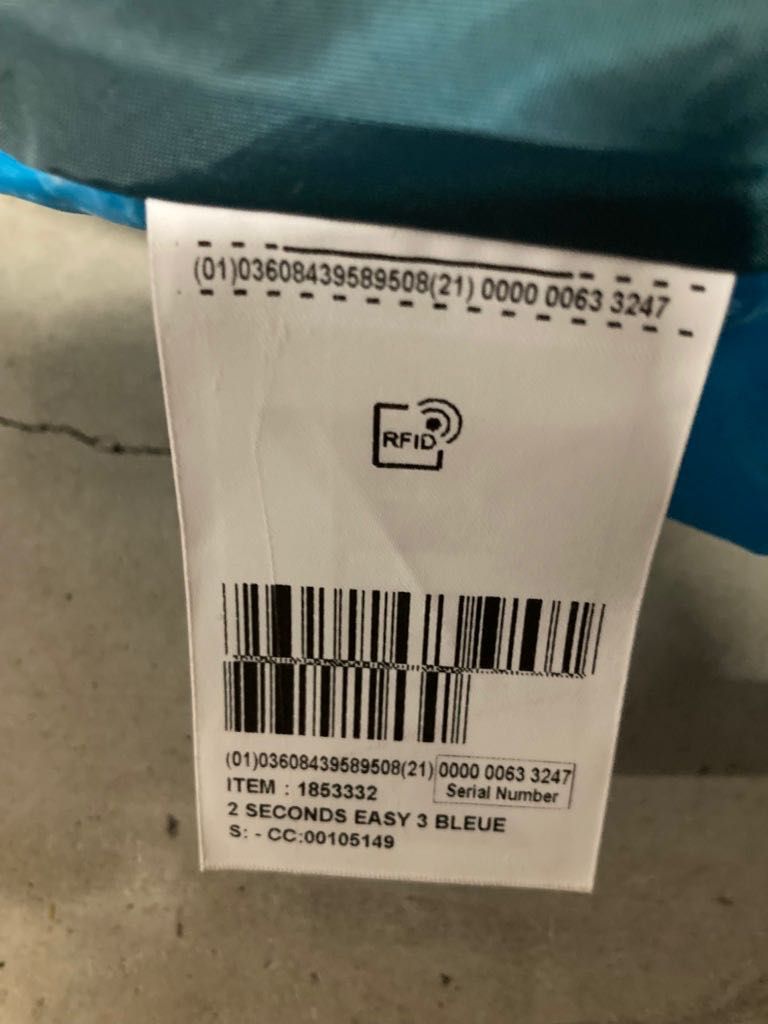 (01)03608439589508(21) 0000 0063 3247
RFID
(01)03608439589508(21) 0000 0063 3247
Serial Number
ITEM : 1853332
2 SECONDS EASY 3 BLEUE
S: - CC:00105149